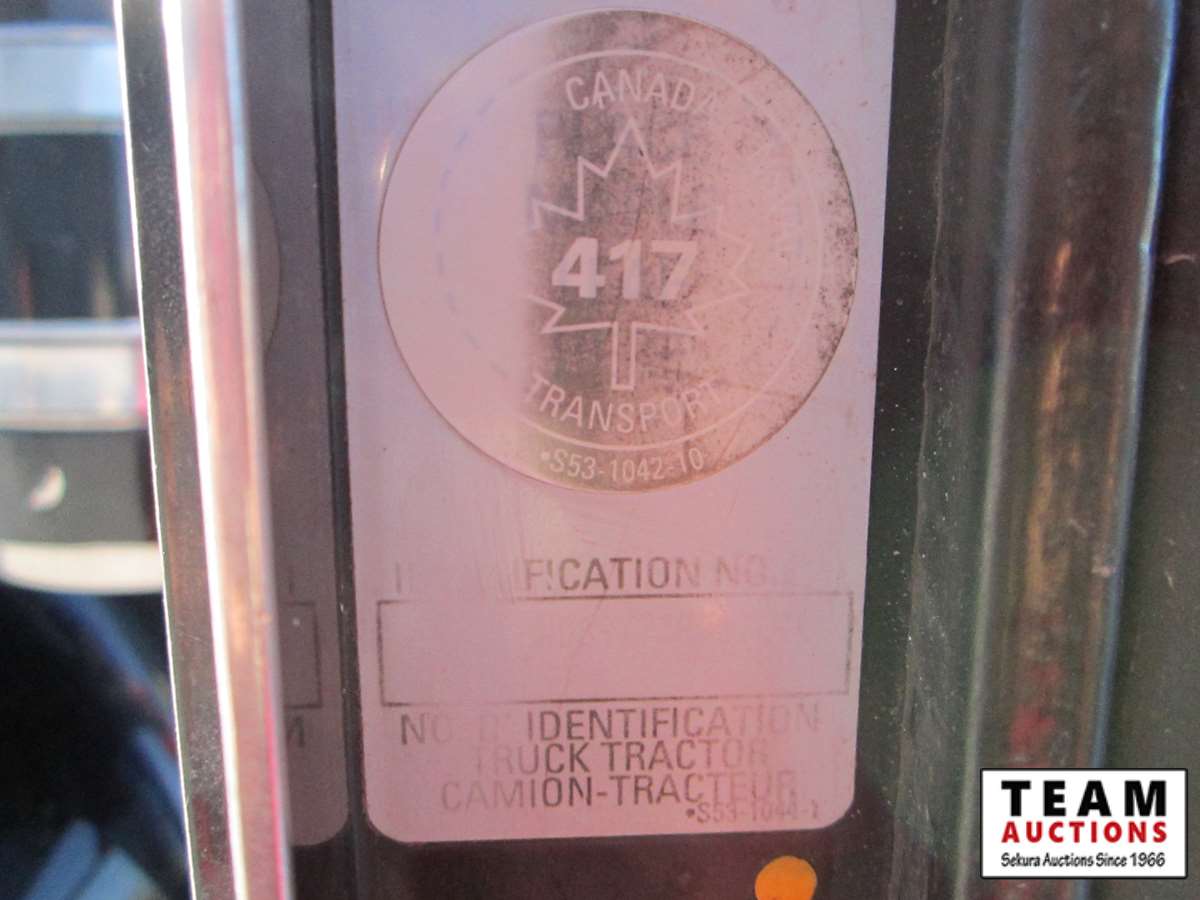 CANADA
417
TRANSPORT
•S53-1042-10
FICATION NO.
NO. D' IDENTIFICATION
TRUCK TRACTOR
CAMION-TRACTEUR
•S53-1044-1
TEAM
AUCTIONS
Sekura Auctions Since 1966